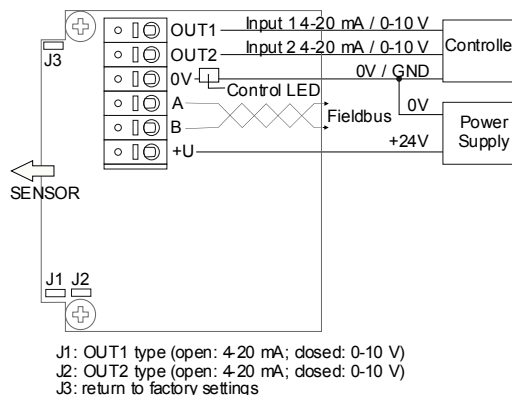 OUT1
Input 1 4-20 mA / 0-10 V
OUT2
Input 2 4-20 mA / 0-10 V
Controlle
J3
0V
0V / GND
Control LED
A
0V
Fieldbus
B
Power
Supply
+U
+24V
SENSOR
J1 J2
J1: OUT1 type (open: 4-20 mA; closed: 0-10 V)
J2: OUT2 type (open: 4-20 mA; closed: 0-10 V)
J3: return to factory settings